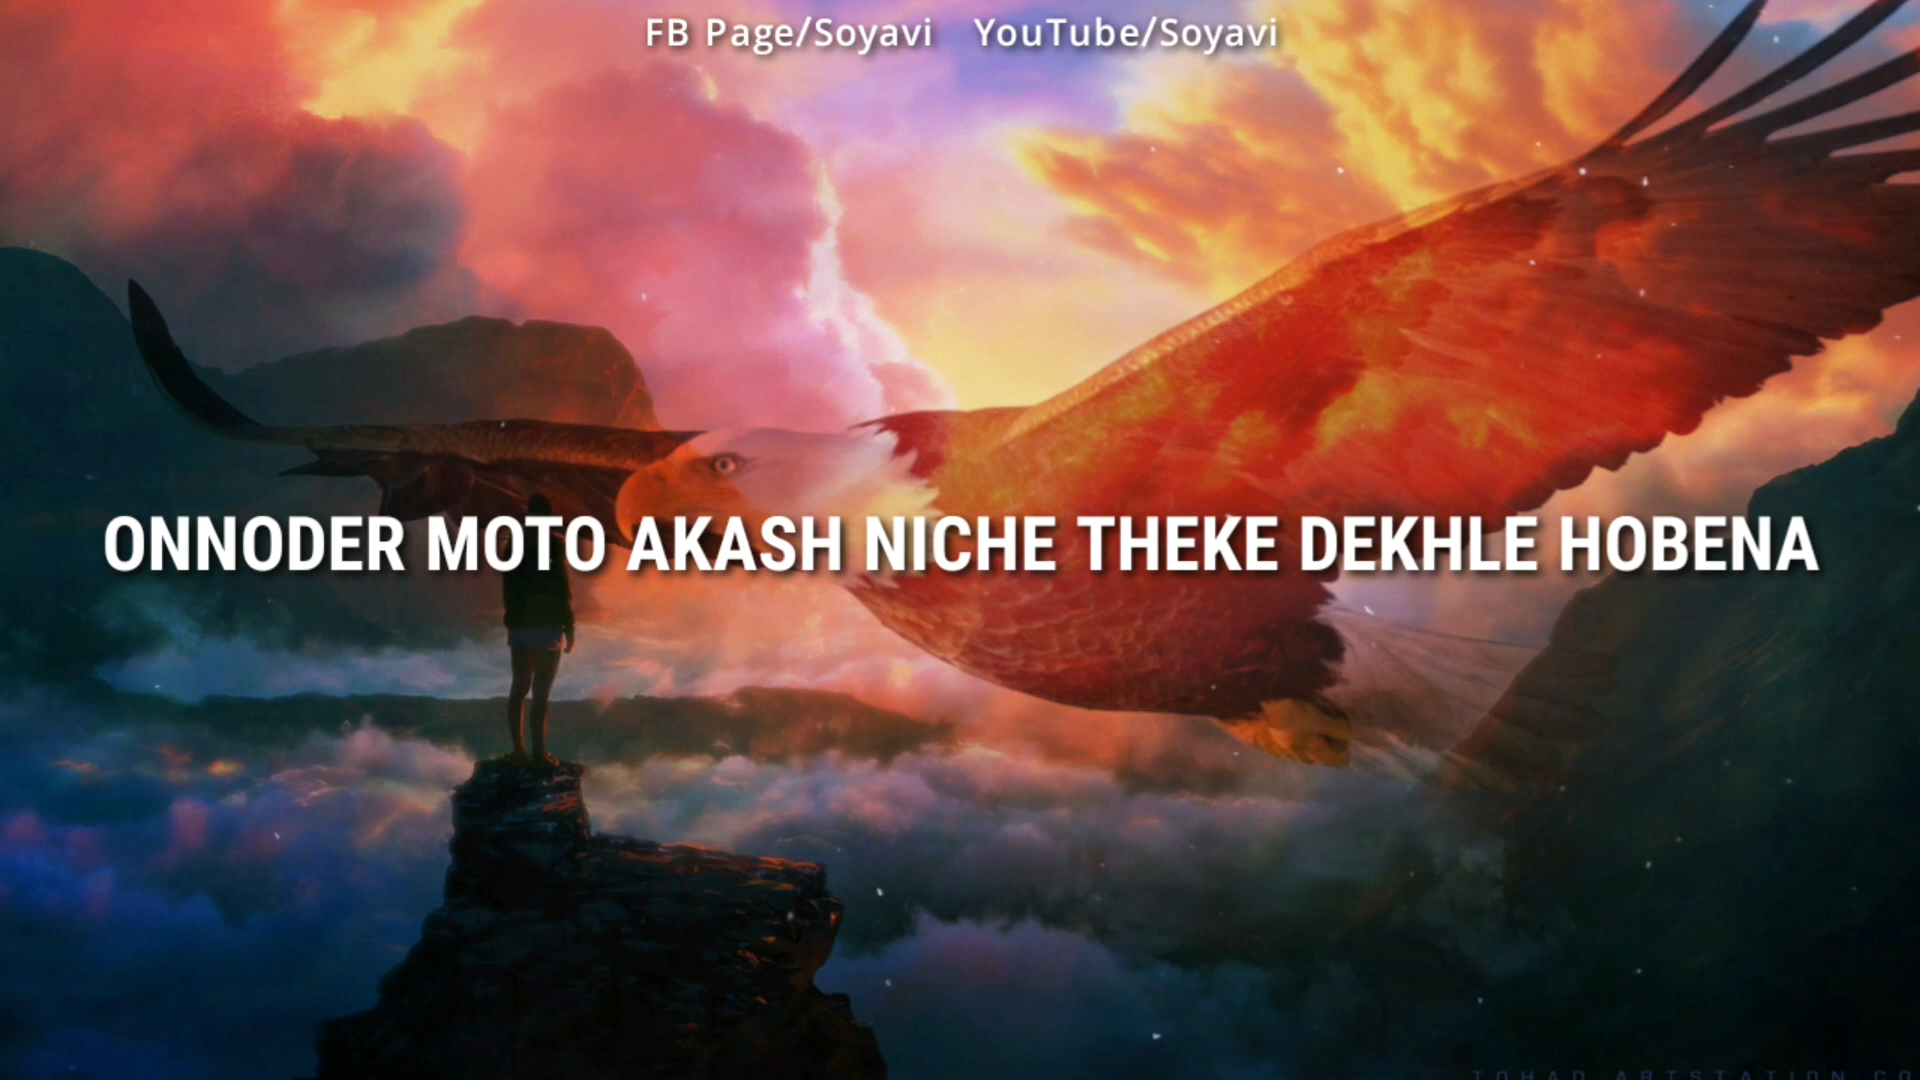 FB Page/Soyavi YouTube/Soyavi
ONNODER MOTO AKASH NICHE THEKE DEKHLE HOBENA